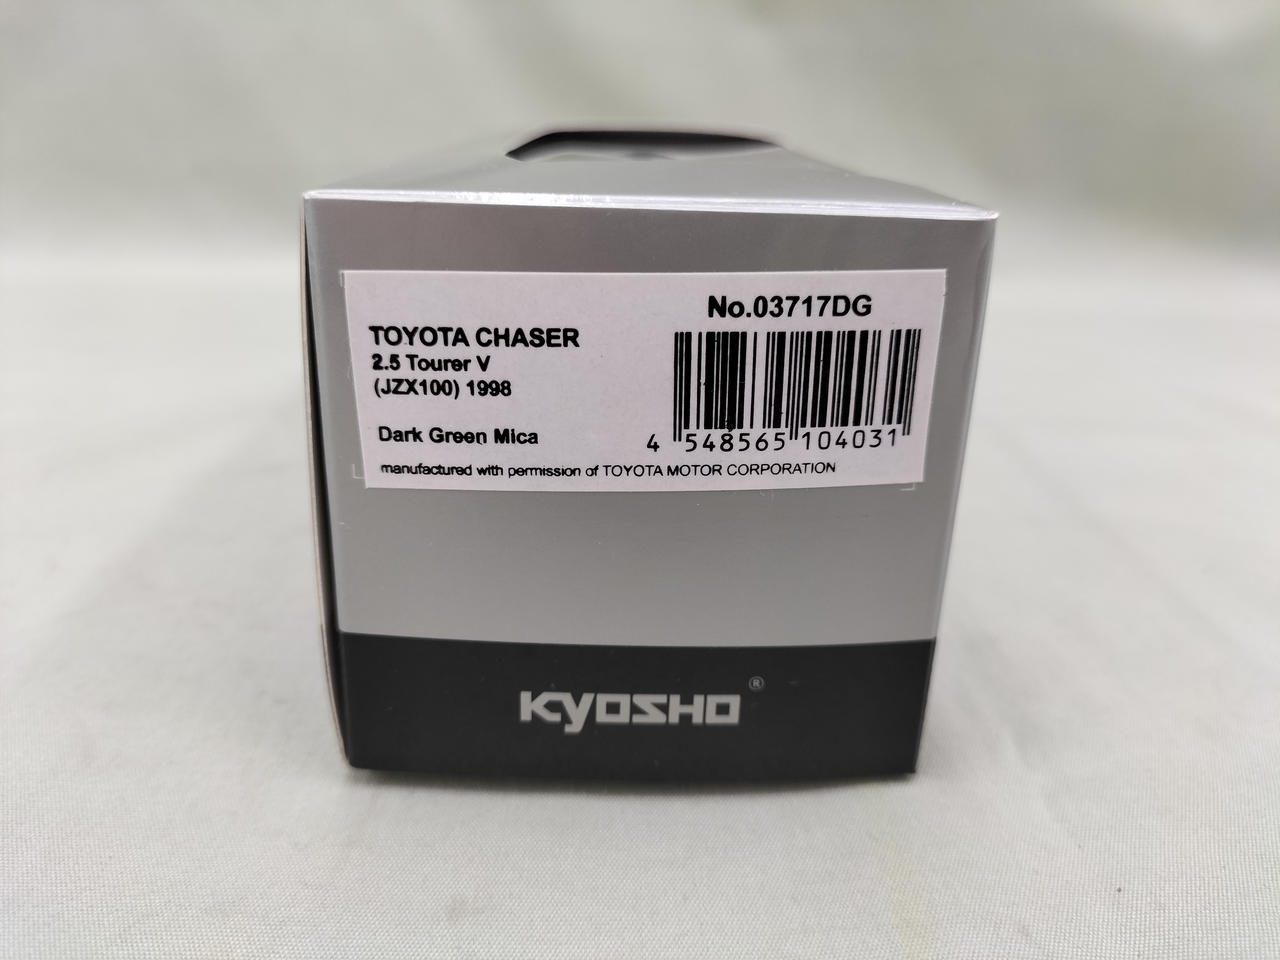 No.03717DG
TOYOTA CHASER
2.5 Tourer V
(JZX100) 1998
Dark Green Mica
4 548565 104031
manufactured with permission of TOYOTA MOTOR CORPORATION
KYOSHO®